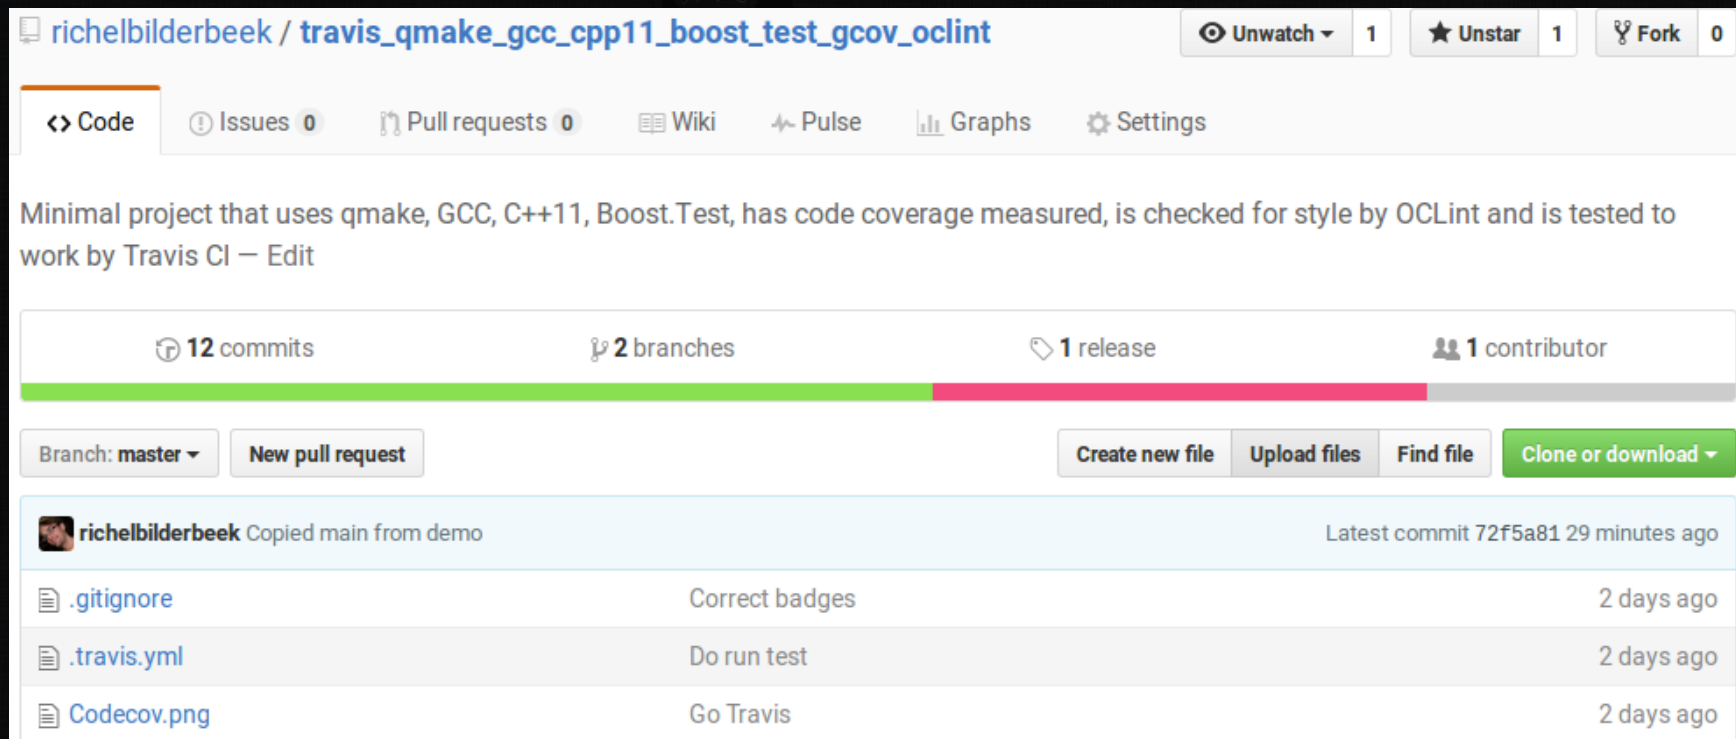 richelbilderbeek / travis_qmake_gcc_cpp11_boost_test_gcov_oclint Unwatch 1 Unstar 1 Fork 0
Code Issues 0 Pull requests 0 Wiki Pulse Graphs Settings
Minimal project that uses qmake, GCC, C++11, Boost.Test, has code coverage measured, is checked for style by OCLint and is tested to
work by Travis CI — Edit
12 commits 2 branches 1 release 1 contributor
Branch: master New pull request Create new file Upload files Find file Clone or download
richelbilderbeek Copied main from demo Latest commit 72f5a81 29 minutes ago
.gitignore Correct badges 2 days ago
.travis.yml Do run test 2 days ago
Codecov.png Go Travis 2 days ago